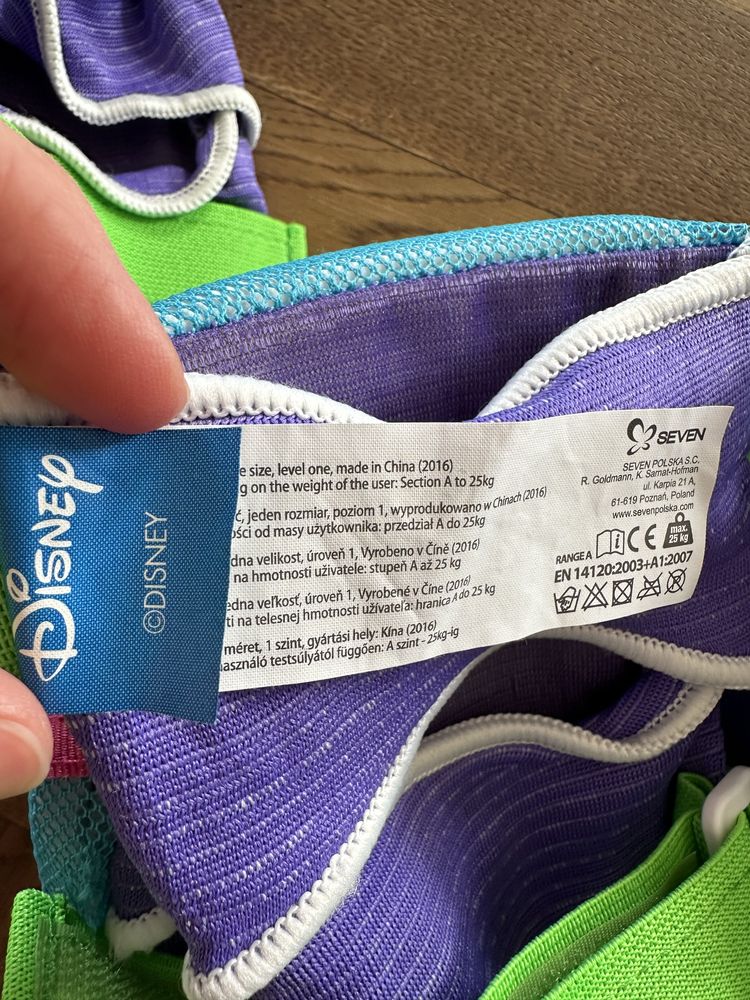 DISNEY
©DISNEY
e size, level one, made in China (2016)
g on the weight of the user: Section A to 25kg
ć, jeden rozmiar, poziom 1, wyprodukowano w Chinach (2016)
ości od masy użytkownika: przedział A do 25kg
dna velikost, úroveň 1, Vyrobeno v Číně (2016)
na hmotnosti uživatele: stupeň A až 25 kg
edna veľkosť, úroveň 1, Vyrobené v Číne (2016)
ti na telesnej hmotnosti užívateľa: hranica A do 25 kg
méret, 1 szint, gyártási hely: Kína (2016)
asználó testsúlyától függően: A szint - 25kg-ig
SEVEN
SEVEN POLSKA S.C.
R. Goldmann, K. Samat-Hofman
ul. Karpia 21 A,
61-619 Poznań, Poland
www.sevenpolska.com
RANGE A i CE max. 25 kg
EN 14120:2003+A1:2007